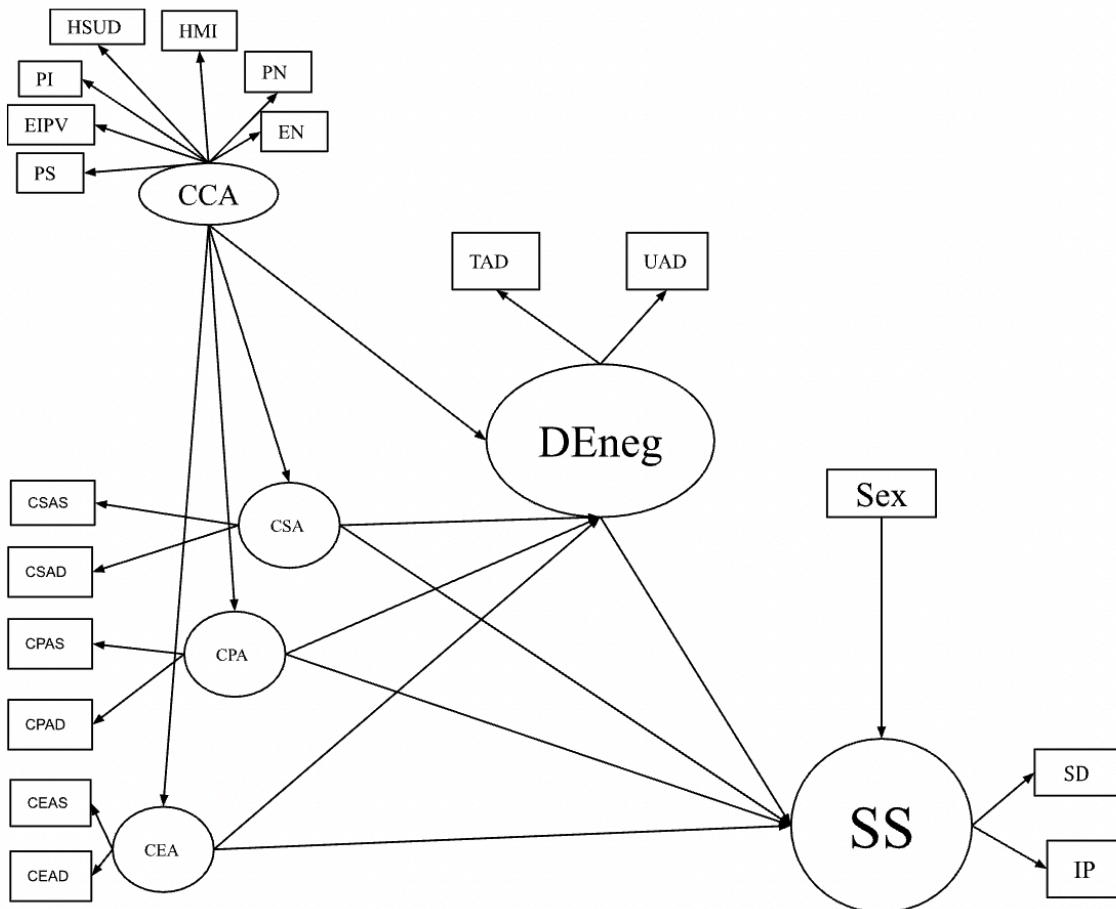 HSUD
HMI
PI
PN
EIPV
EN
PS
CCA
TAD
UAD
DEneg
CSAS
Sex
CSA
CSAD
CPAS
CPA
CPAD
SD
CEAS
SS
CEA
CEAD
IP